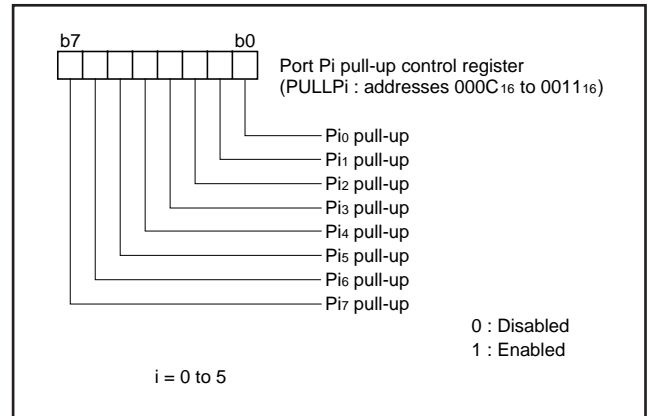 b7 b0
Port Pi pull-up control register
(PULLPi : addresses 000C16 to 001116)
Pi0 pull-up
Pi1 pull-up
Pi2 pull-up
Pi3 pull-up
Pi4 pull-up
Pi5 pull-up
Pi6 pull-up
Pi7 pull-up
0 : Disabled
1 : Enabled
i = 0 to 5